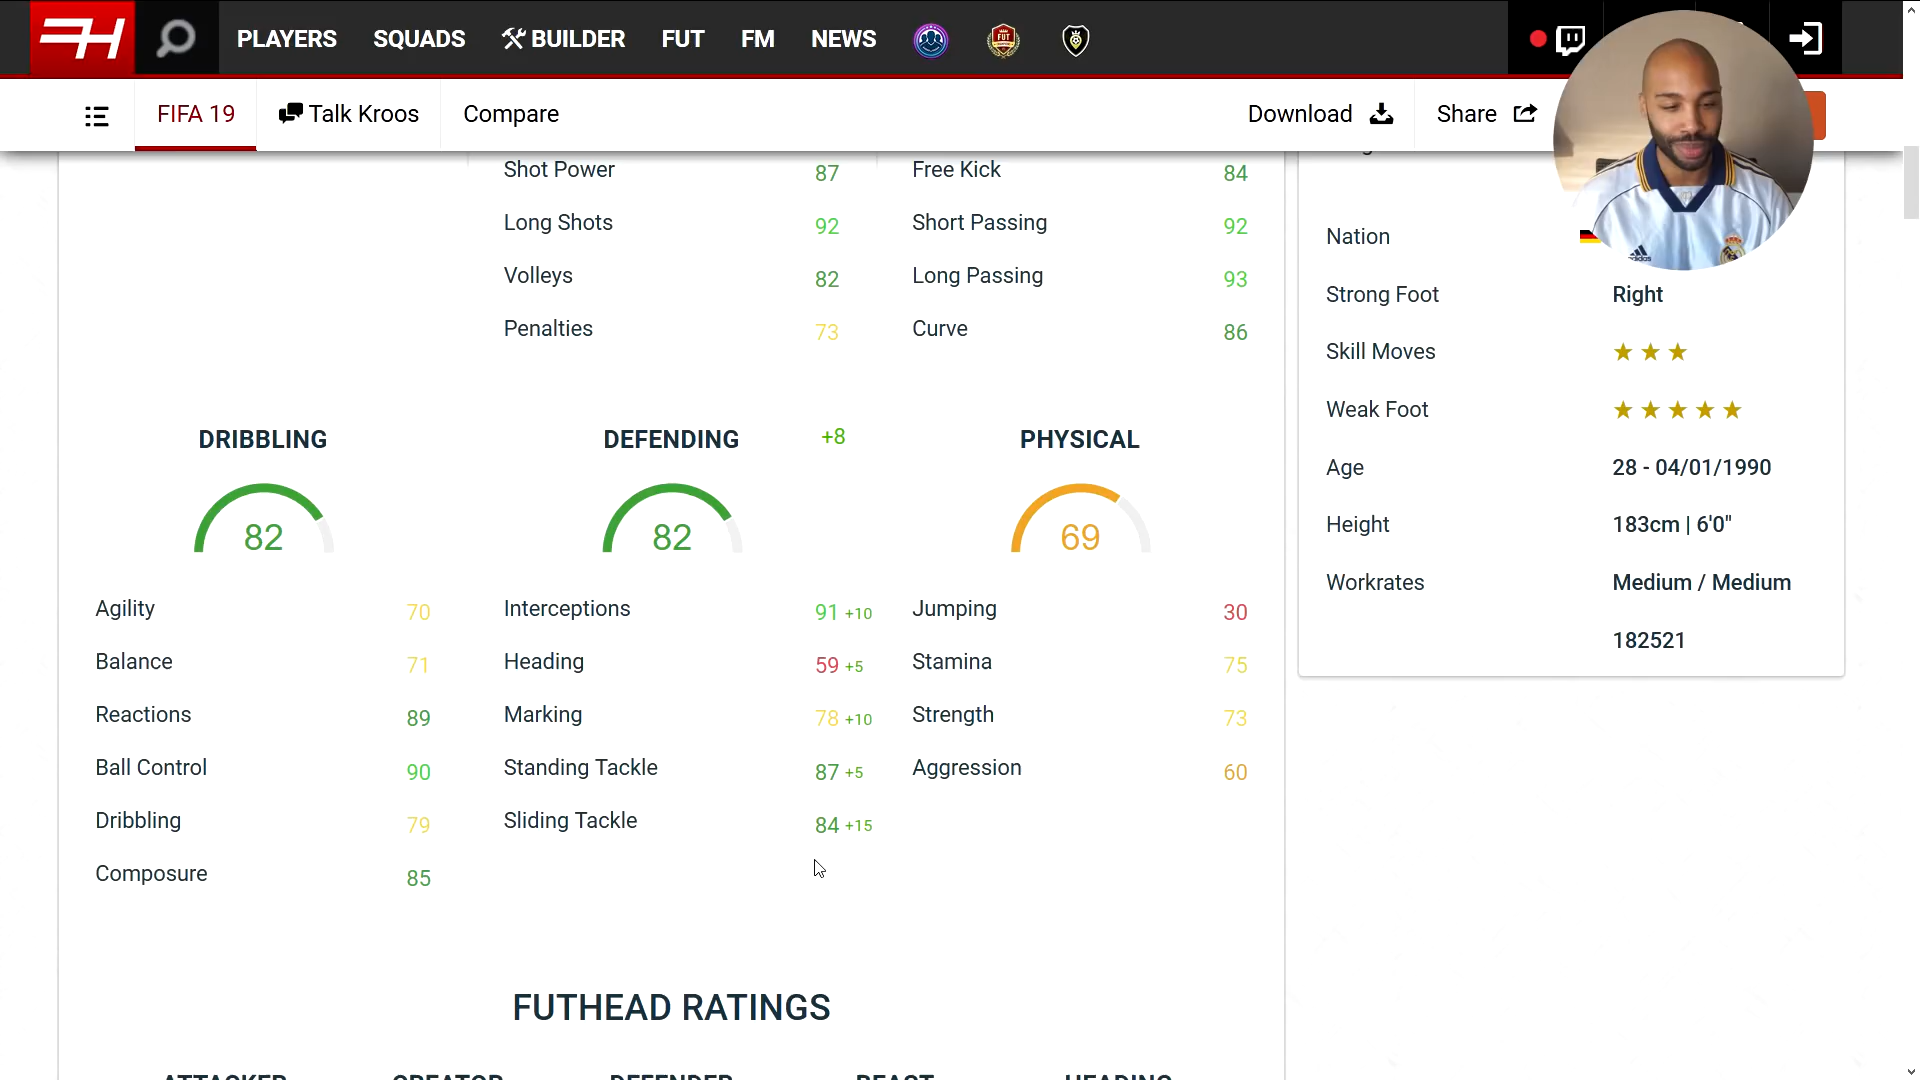 PLAYERS SQUADS BUILDER FUT FM NEWS
FIFA 19 Talk Kroos Compare Download Share
Shot Power 87 Free Kick 84
Long Shots 92 Short Passing 92
Nation
Volleys 82 Long Passing 93
Strong Foot Right
Penalties 73 Curve 86
Skill Moves
Weak Foot
DRIBBLING DEFENDING +8 PHYSICAL
Age 28 - 04/01/1990
82 82 69
Height 183cm | 6'0"
Workrates Medium / Medium
Agility 70 Interceptions 91 +10 Jumping 30
182521
Balance 71 Heading 59 +5 Stamina 75
Reactions 89 Marking 78 +10 Strength 73
Ball Control 90 Standing Tackle 87 +5 Aggression 60
Dribbling 79 Sliding Tackle 84 +15
Composure 85
FUTHEAD RATINGS
ATTACKER CREATOR DEFENDER BEAST HEADING